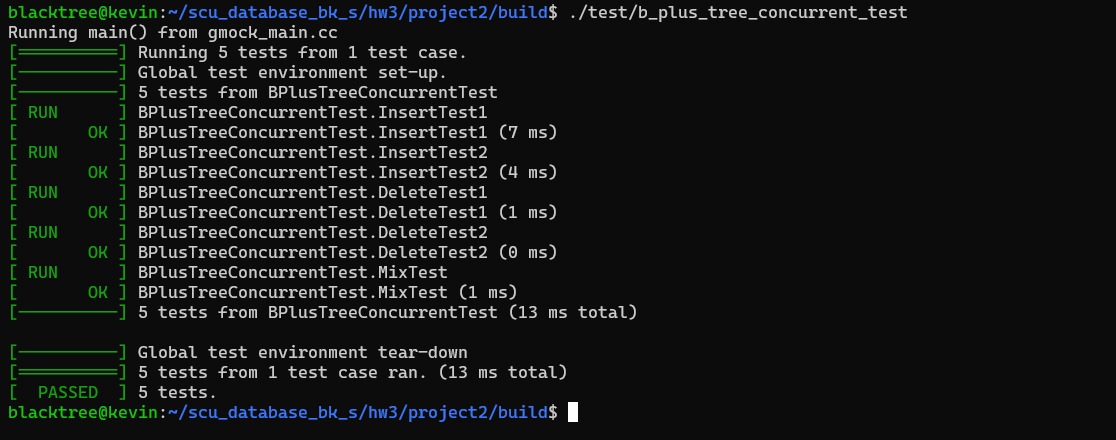 blacktree@kevin:~/scu_database_bk_s/hw3/project2/build$ ./test/b_plus_tree_concurrent_test
Running main() from gmock_main.cc
[==========] Running 5 tests from 1 test case.
[----------] Global test environment set-up.
[----------] 5 tests from BPlusTreeConcurrentTest
[ RUN      ] BPlusTreeConcurrentTest.InsertTest1
[       OK ] BPlusTreeConcurrentTest.InsertTest1 (7 ms)
[ RUN      ] BPlusTreeConcurrentTest.InsertTest2
[       OK ] BPlusTreeConcurrentTest.InsertTest2 (4 ms)
[ RUN      ] BPlusTreeConcurrentTest.DeleteTest1
[       OK ] BPlusTreeConcurrentTest.DeleteTest1 (1 ms)
[ RUN      ] BPlusTreeConcurrentTest.DeleteTest2
[       OK ] BPlusTreeConcurrentTest.DeleteTest2 (0 ms)
[ RUN      ] BPlusTreeConcurrentTest.MixTest
[       OK ] BPlusTreeConcurrentTest.MixTest (1 ms)
[----------] 5 tests from BPlusTreeConcurrentTest (13 ms total)
[----------] Global test environment tear-down
[==========] 5 tests from 1 test case ran. (13 ms total)
[  PASSED  ] 5 tests.
blacktree@kevin:~/scu_database_bk_s/hw3/project2/build$